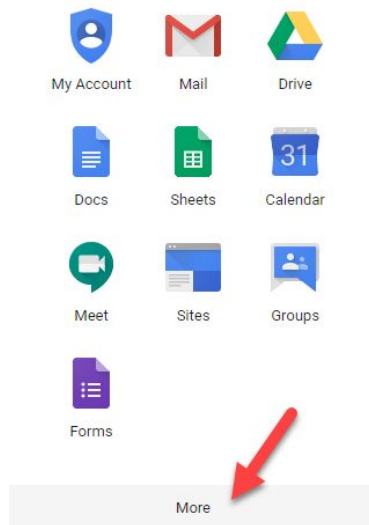 My Account Mail Drive
31
Docs Sheets Calendar
Meet Sites Groups
Forms
More